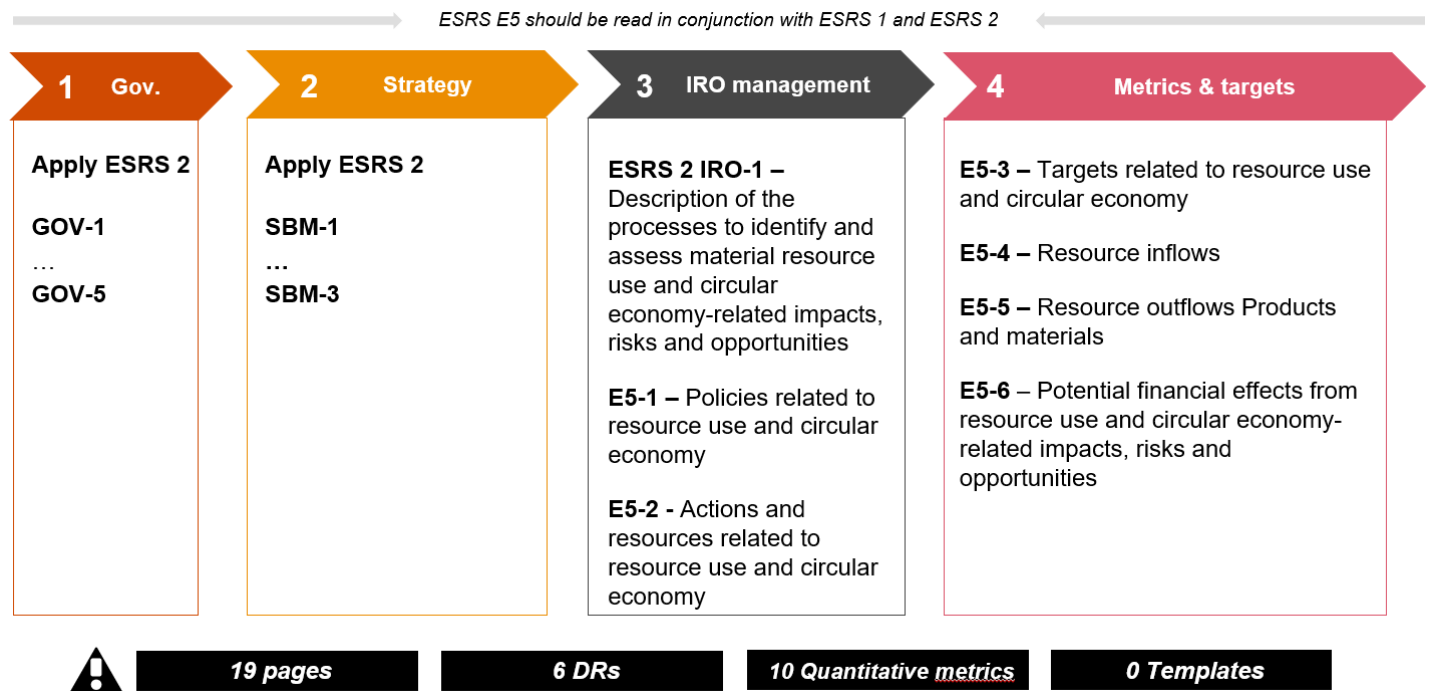 ESRS E5 should be read in conjunction with ESRS 1 and ESRS 2
1 Gov.
Apply ESRS 2
GOV-1
...
GOV-5
2 Strategy
Apply ESRS 2
SBM-1
...
SBM-3
3 IRO management
ESRS 2 IRO-1 –
Description of the
processes to identify and
assess material resource
use and circular
economy-related impacts,
risks and opportunities
E5-1 – Policies related to
resource use and circular
economy
E5-2 - Actions and
resources related to
resource use and circular
economy
4 Metrics & targets
E5-3 – Targets related to resource use
and circular economy
E5-4 – Resource inflows
E5-5 – Resource outflows Products
and materials
E5-6 – Potential financial effects from
resource use and circular economy-
related impacts, risks and
opportunities
19 pages
6 DRs
10 Quantitative metrics
0 Templates